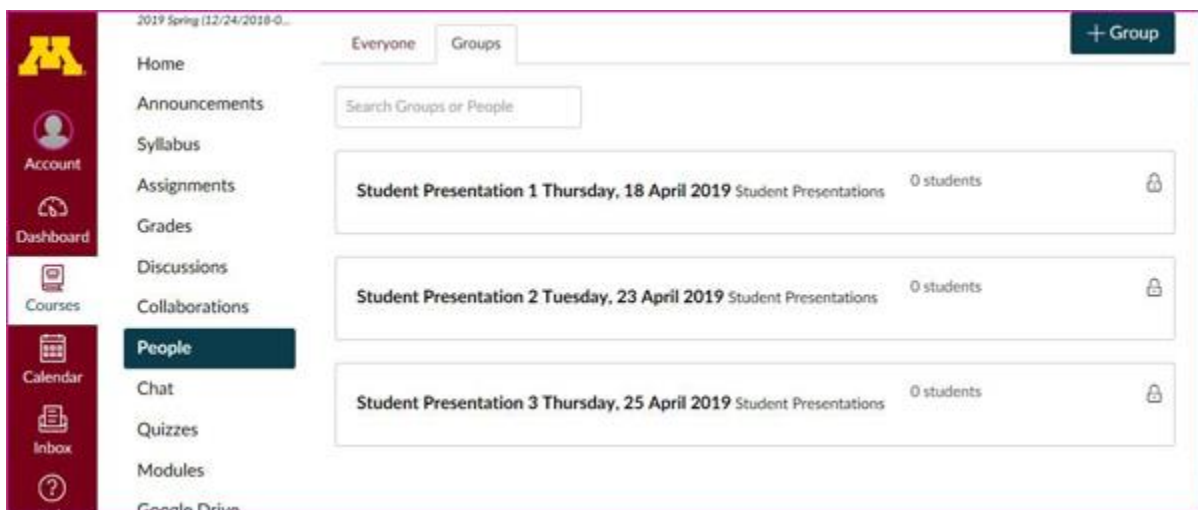 M
Account
Dashboard
Courses
Calendar
Inbox
2019 Spring (12/24/2018-0...
Home
Announcements
Syllabus
Assignments
Grades
Discussions
Collaborations
People
Chat
Quizzes
Modules
Google Drive
Everyone
Groups
+ Group
Search Groups or People
Student Presentation 1 Thursday, 18 April 2019 Student Presentations 0 students
Student Presentation 2 Tuesday, 23 April 2019 Student Presentations 0 students
Student Presentation 3 Thursday, 25 April 2019 Student Presentations 0 students